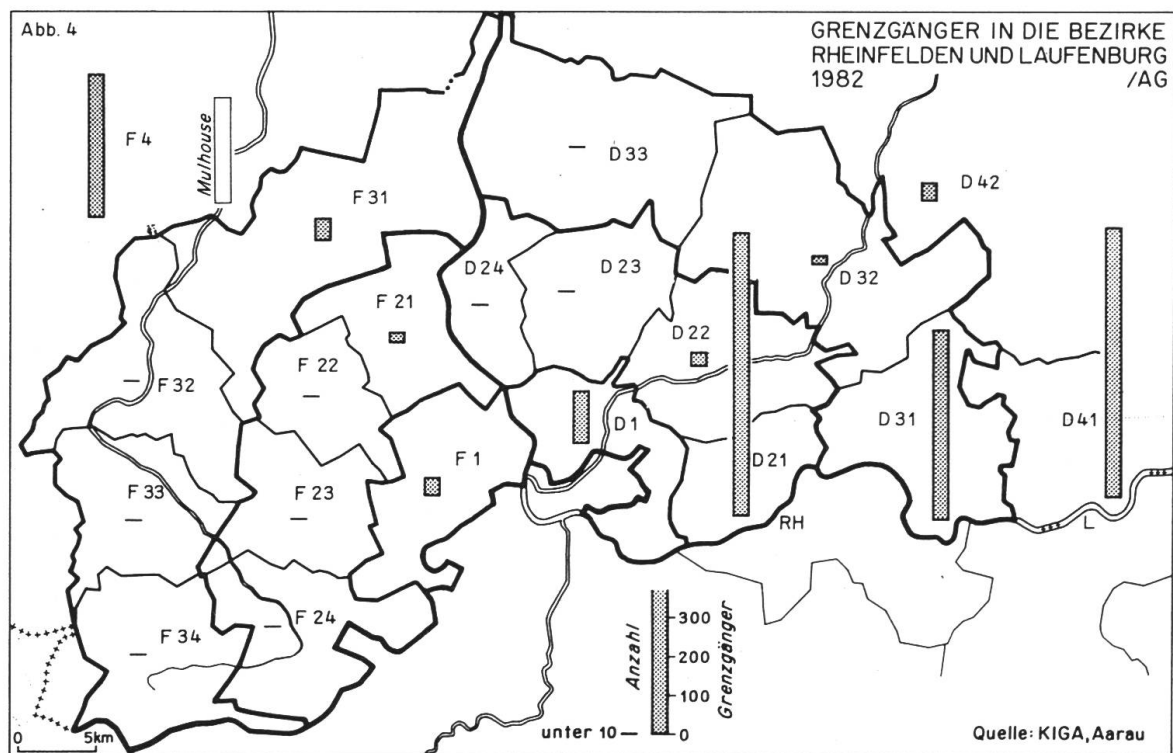 Abb. 4
GRENZGÄNGER IN DIE BEZIRKE
RHEINFELDEN UND LAUFENBURG
1982 /AG
F 4
Mulhouse
D 33
F 31
D 42
D 24
D 23
D 32
F 21
D 22
F 22
F 32
D 1
D 31
D 41
F 1
D 21
F 33
F 23
RH
L
F 24
F 34
Anzahl
Grenzgänger
300
200
100
0
unter 10 —
0 5km
Quelle: KIGA, Aarau